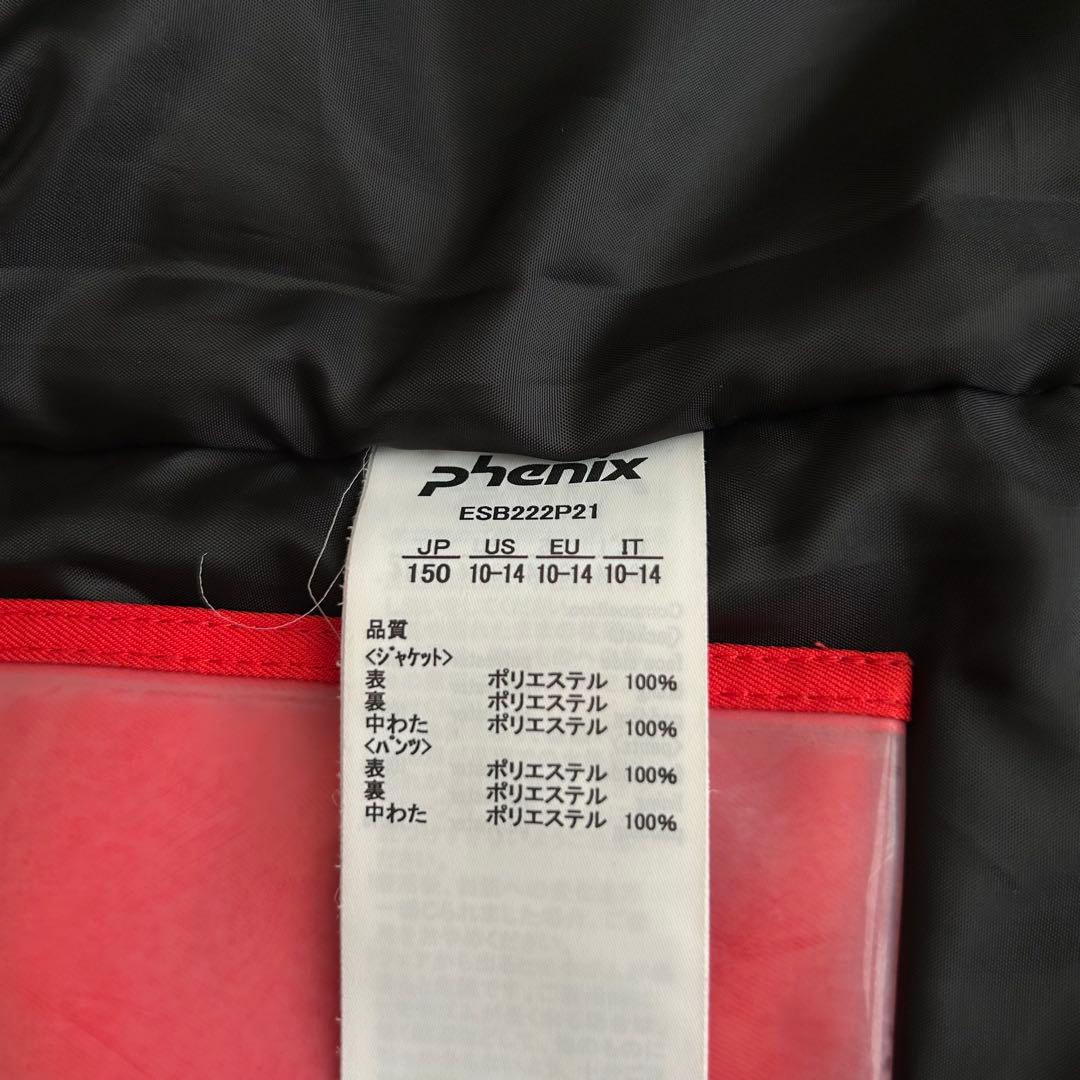 phenix
ESB222P21
JP US EU IT
150 10-14 10-14 10-14
品質
<ジャケット>
表 ポリエステル 100%
裏 ポリエステル
中わた ポリエステル 100%
<パンツ>
表 ポリエステル 100%
裏 ポリエステル
中わた ポリエステル 100%